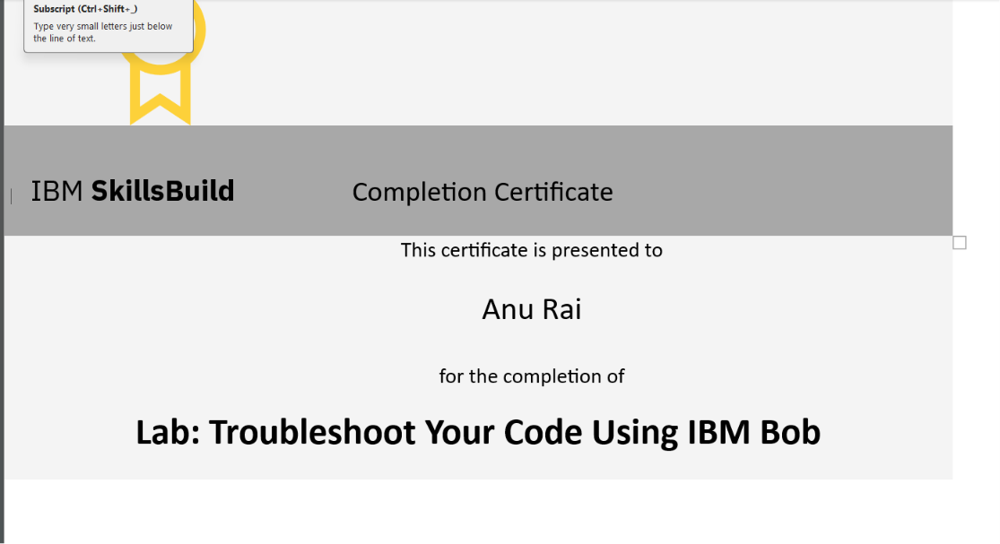 Subscript (Ctrl+Shift+_)
Type very small letters just below
the line of text.
IBM SkillsBuild
Completion Certificate
This certificate is presented to
Anu Rai
for the completion of
Lab: Troubleshoot Your Code Using IBM Bob